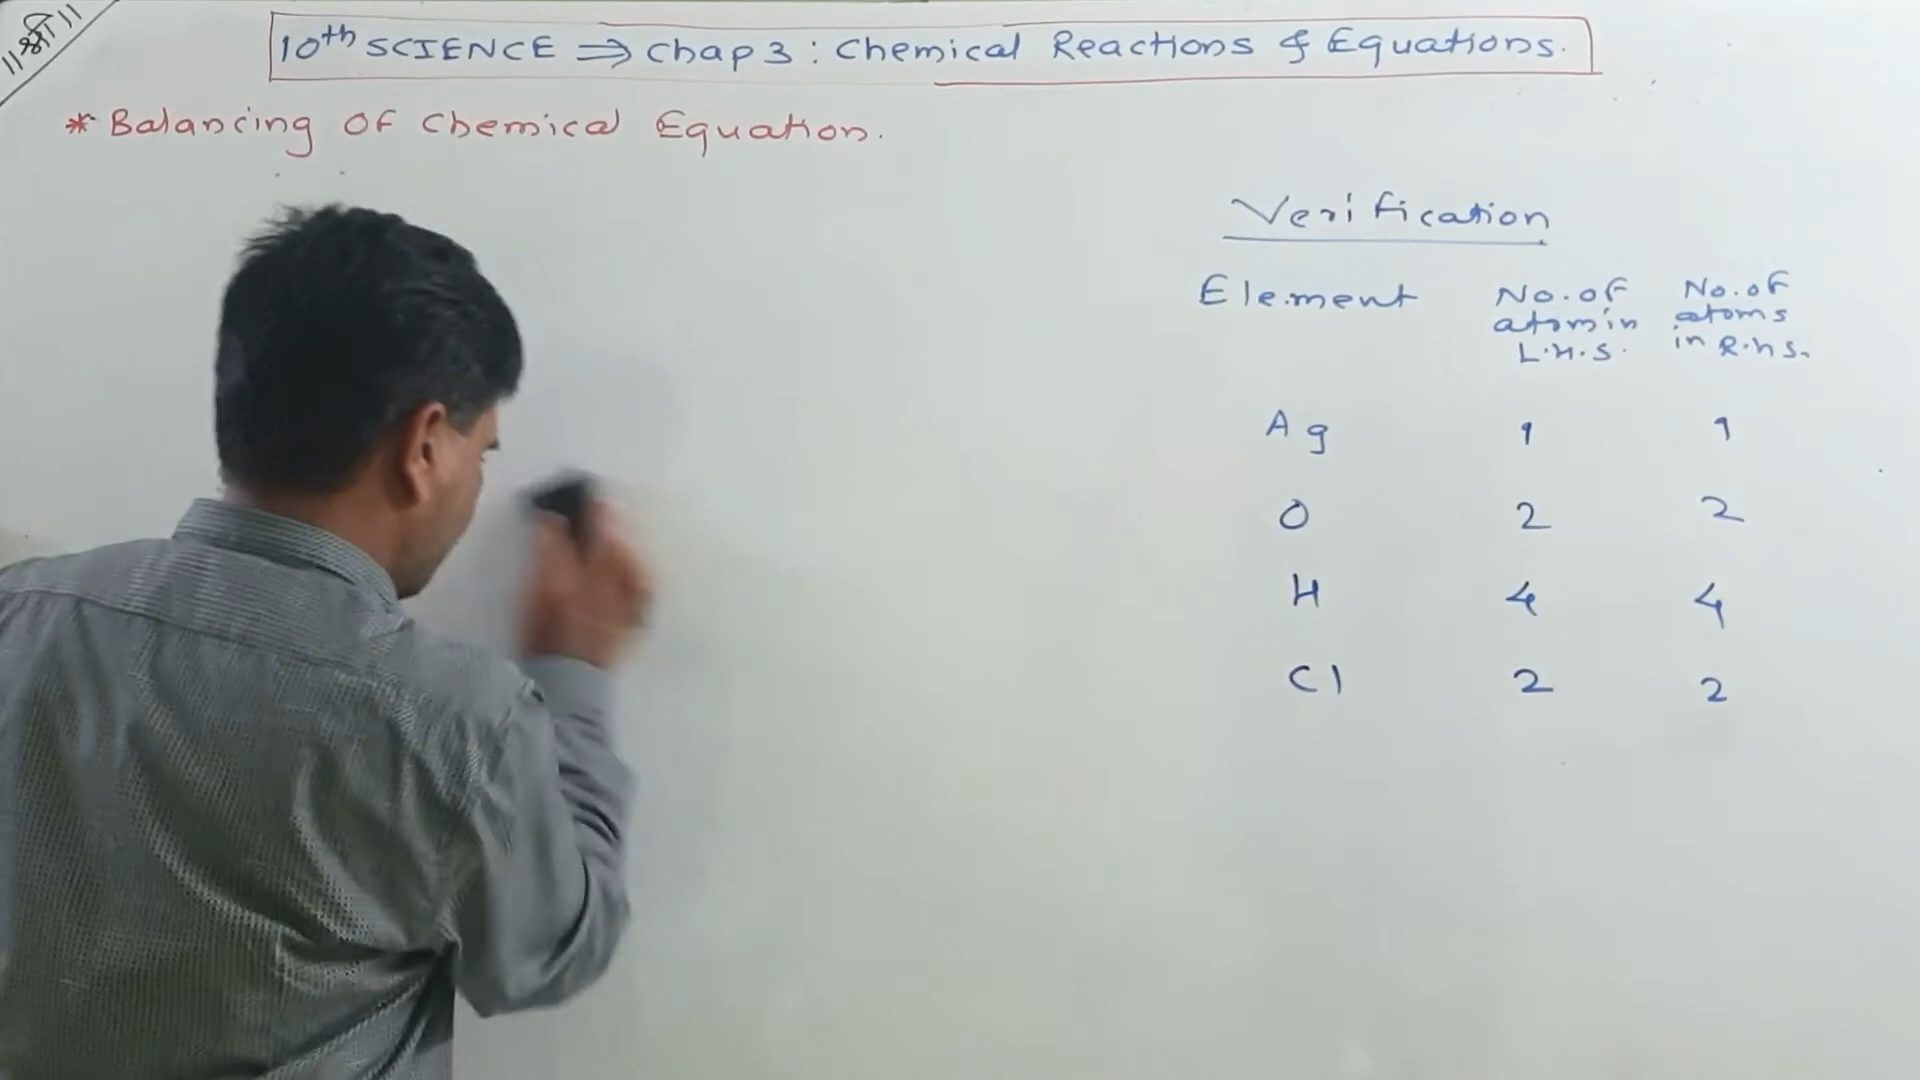 ॥श्री॥
10th SCIENCE ⇒ Chap 3 : Chemical Reactions & Equations.
* Balancing OF Chemical Equation.
Verification
Element
No. of
atom in
L.H.S.
No. of
atoms
in R.h S.
Ag 1 1
O 2 2
H 4 4
Cl 2 2